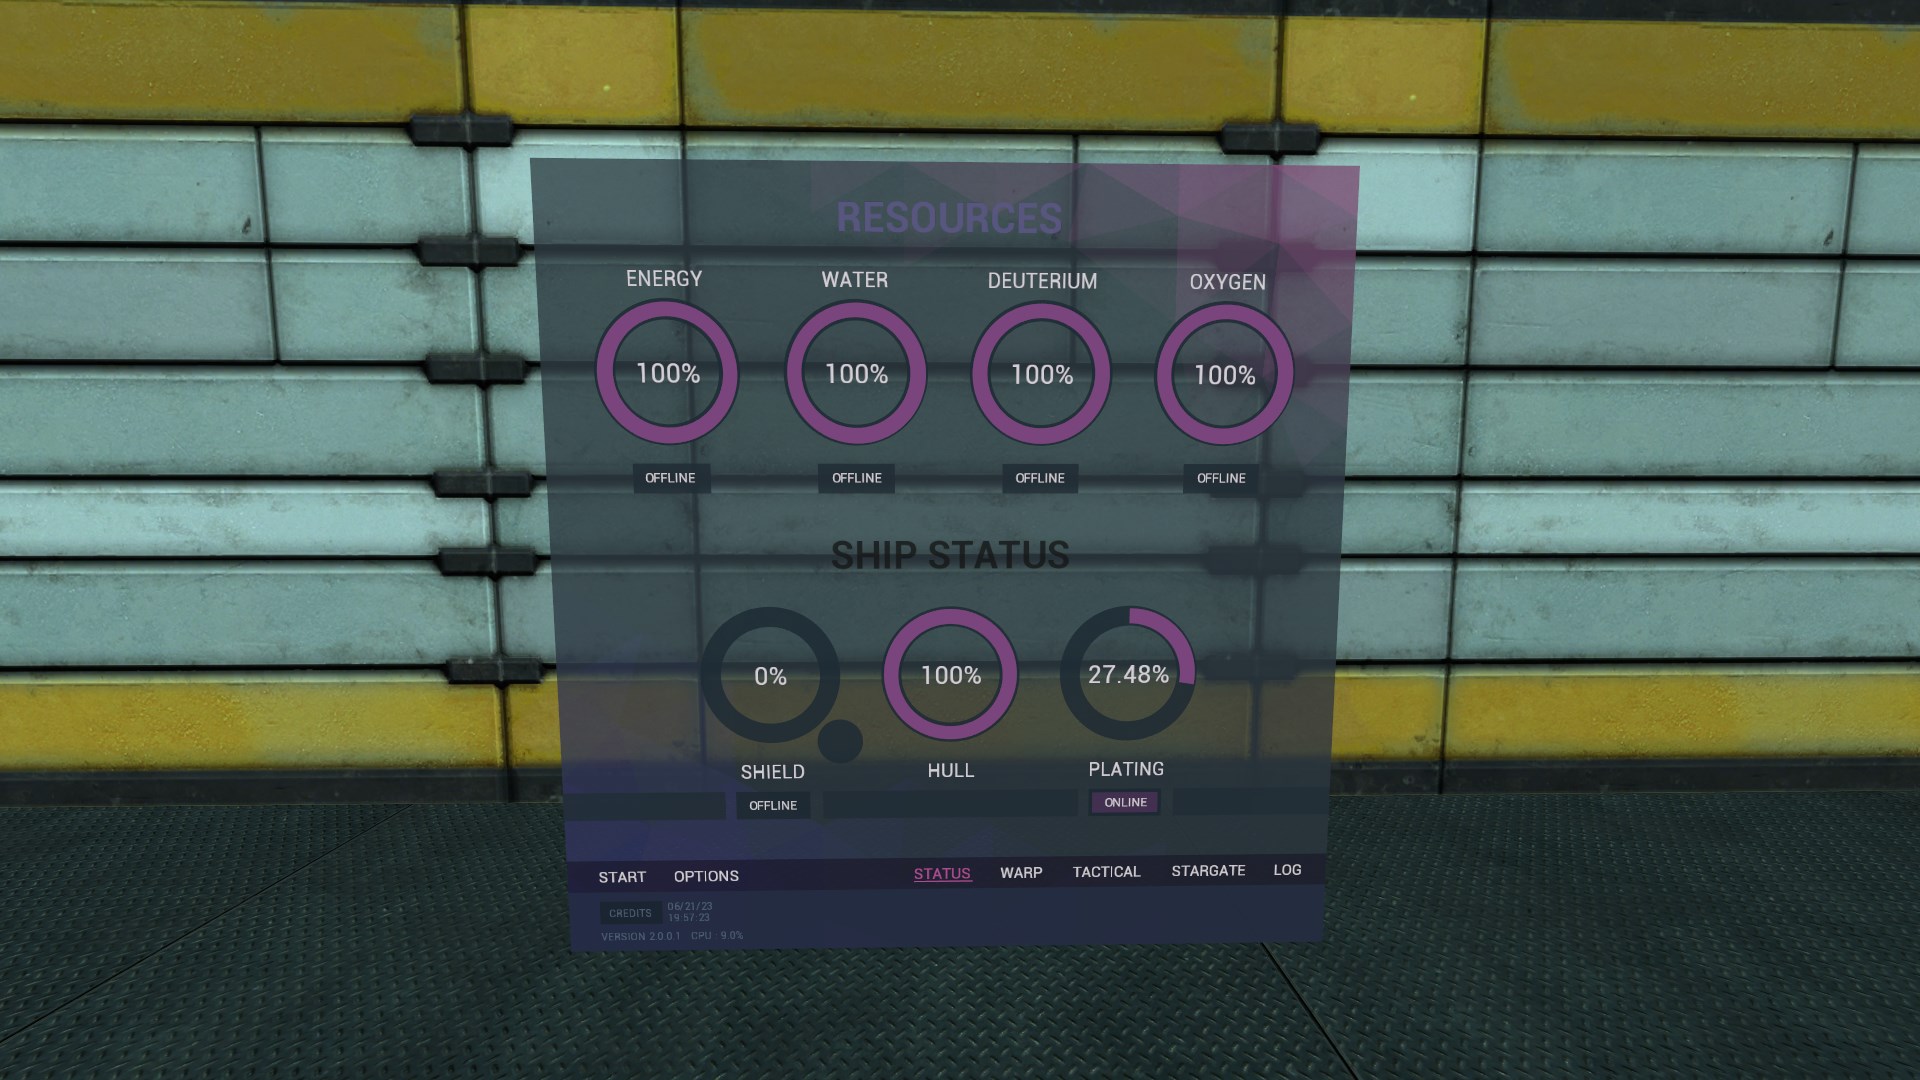 RESOURCES
ENERGY WATER DEUTERIUM OXYGEN
100% 100% 100% 100%
OFFLINE OFFLINE OFFLINE OFFLINE
SHIP STATUS
0% 100% 27.48%
SHIELD HULL PLATING
OFFLINE ONLINE
START OPTIONS STATUS WARP TACTICAL STARGATE LOG
CREDITS 06/21/23
19:57:23
VERSION 2.0.0.1 CPU : 9.0%